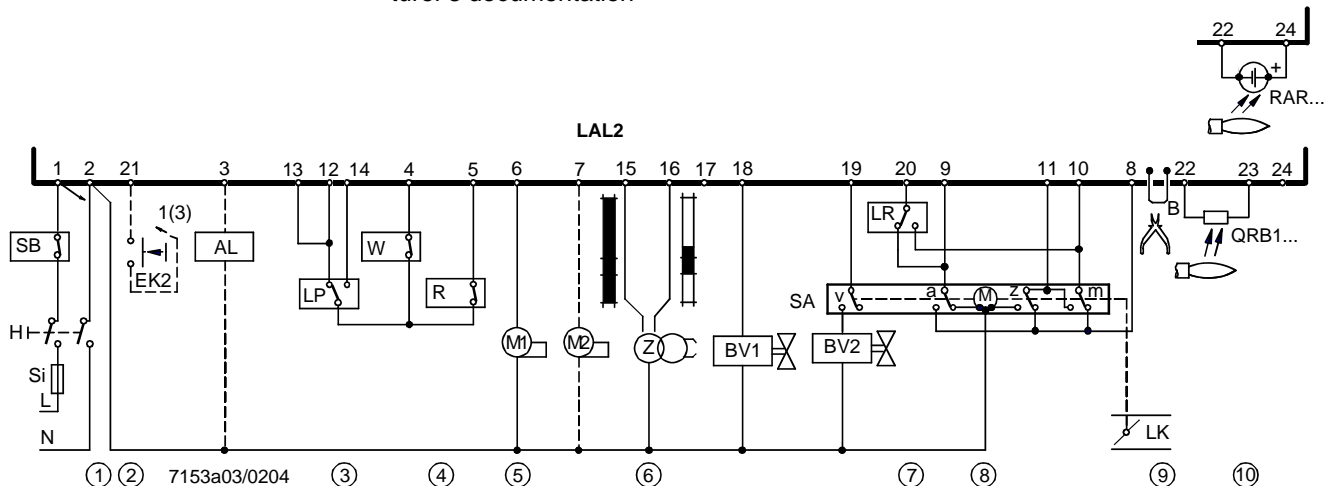 turer's documentation
22 24
+
RAR...
LAL2
1 2 21 3 13 12 14 4 5 6 7 15 16 17 18 19 20 9 11 10 8 22 23 24
1(3)
B
SB
AL
W
LR
QRB1...
EK2
LP
R
SA
v
a
M
z
m
H
M1
M2
Z
BV1
BV2
Si
L
N
LK
1 2 7153a03/0204 3 4 5 6 7 8 9 10